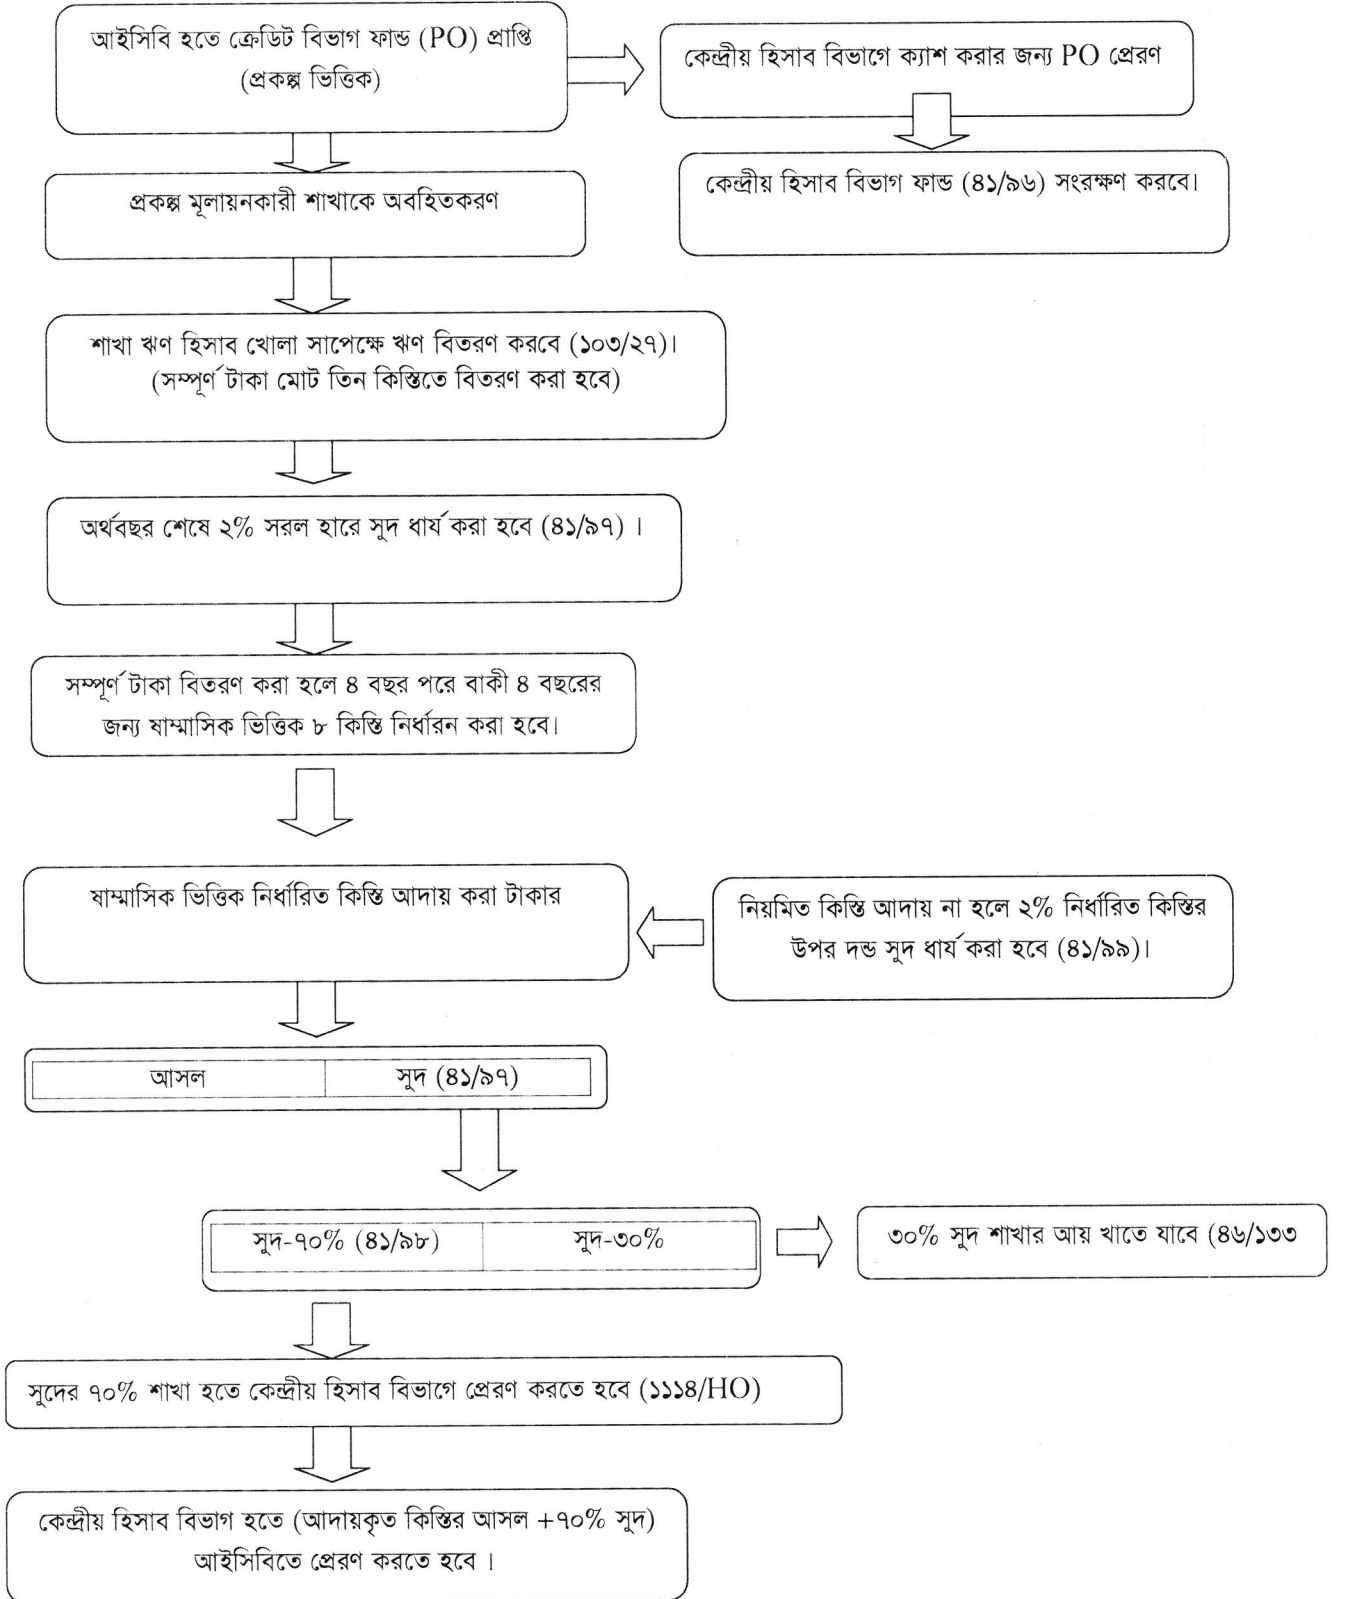 আইসিবি হতে ক্রেডিট বিভাগ ফান্ড (PO) প্রাপ্তি
(প্রকল্প ভিত্তিক)
কেন্দ্রীয় হিসাব বিভাগে ক্যাশ করার জন্য PO প্রেরণ
প্রকল্প মূলায়নকারী শাখাকে অবহিতকরণ
কেন্দ্রীয় হিসাব বিভাগ ফান্ড (৪১/৯৬) সংরক্ষণ করবে।
শাখা ঋণ হিসাব খোলা সাপেক্ষে ঋণ বিতরণ করবে (১০৩/২৭)।
(সম্পূর্ণ টাকা মোট তিন কিস্তিতে বিতরণ করা হবে)
অর্থবছর শেষে ২% সরল হারে সুদ ধার্য করা হবে (৪১/৯৭) ।
সম্পূর্ণ টাকা বিতরণ করা হলে ৪ বছর পরে বাকী ৪ বছরের
জন্য ষাম্মাসিক ভিত্তিক ৮ কিস্তি নির্ধারন করা হবে।
ষাম্মাসিক ভিত্তিক নির্ধারিত কিস্তি আদায় করা টাকার
নিয়মিত কিস্তি আদায় না হলে ২% নির্ধারিত কিস্তির
উপর দন্ড সুদ ধার্য করা হবে (৪১/৯৯)।
আসল সুদ (৪১/৯৭)
সুদ-৭০% (৪১/৯৮) সুদ-৩০%
৩০% সুদ শাখার আয় খাতে যাবে (৪৬/১৩৩
সুদের ৭০% শাখা হতে কেন্দ্রীয় হিসাব বিভাগে প্রেরণ করতে হবে (১১১৪/HO)
কেন্দ্রীয় হিসাব বিভাগ হতে (আদায়কৃত কিস্তির আসল +৭০% সুদ)
আইসিবিতে প্রেরণ করতে হবে ।